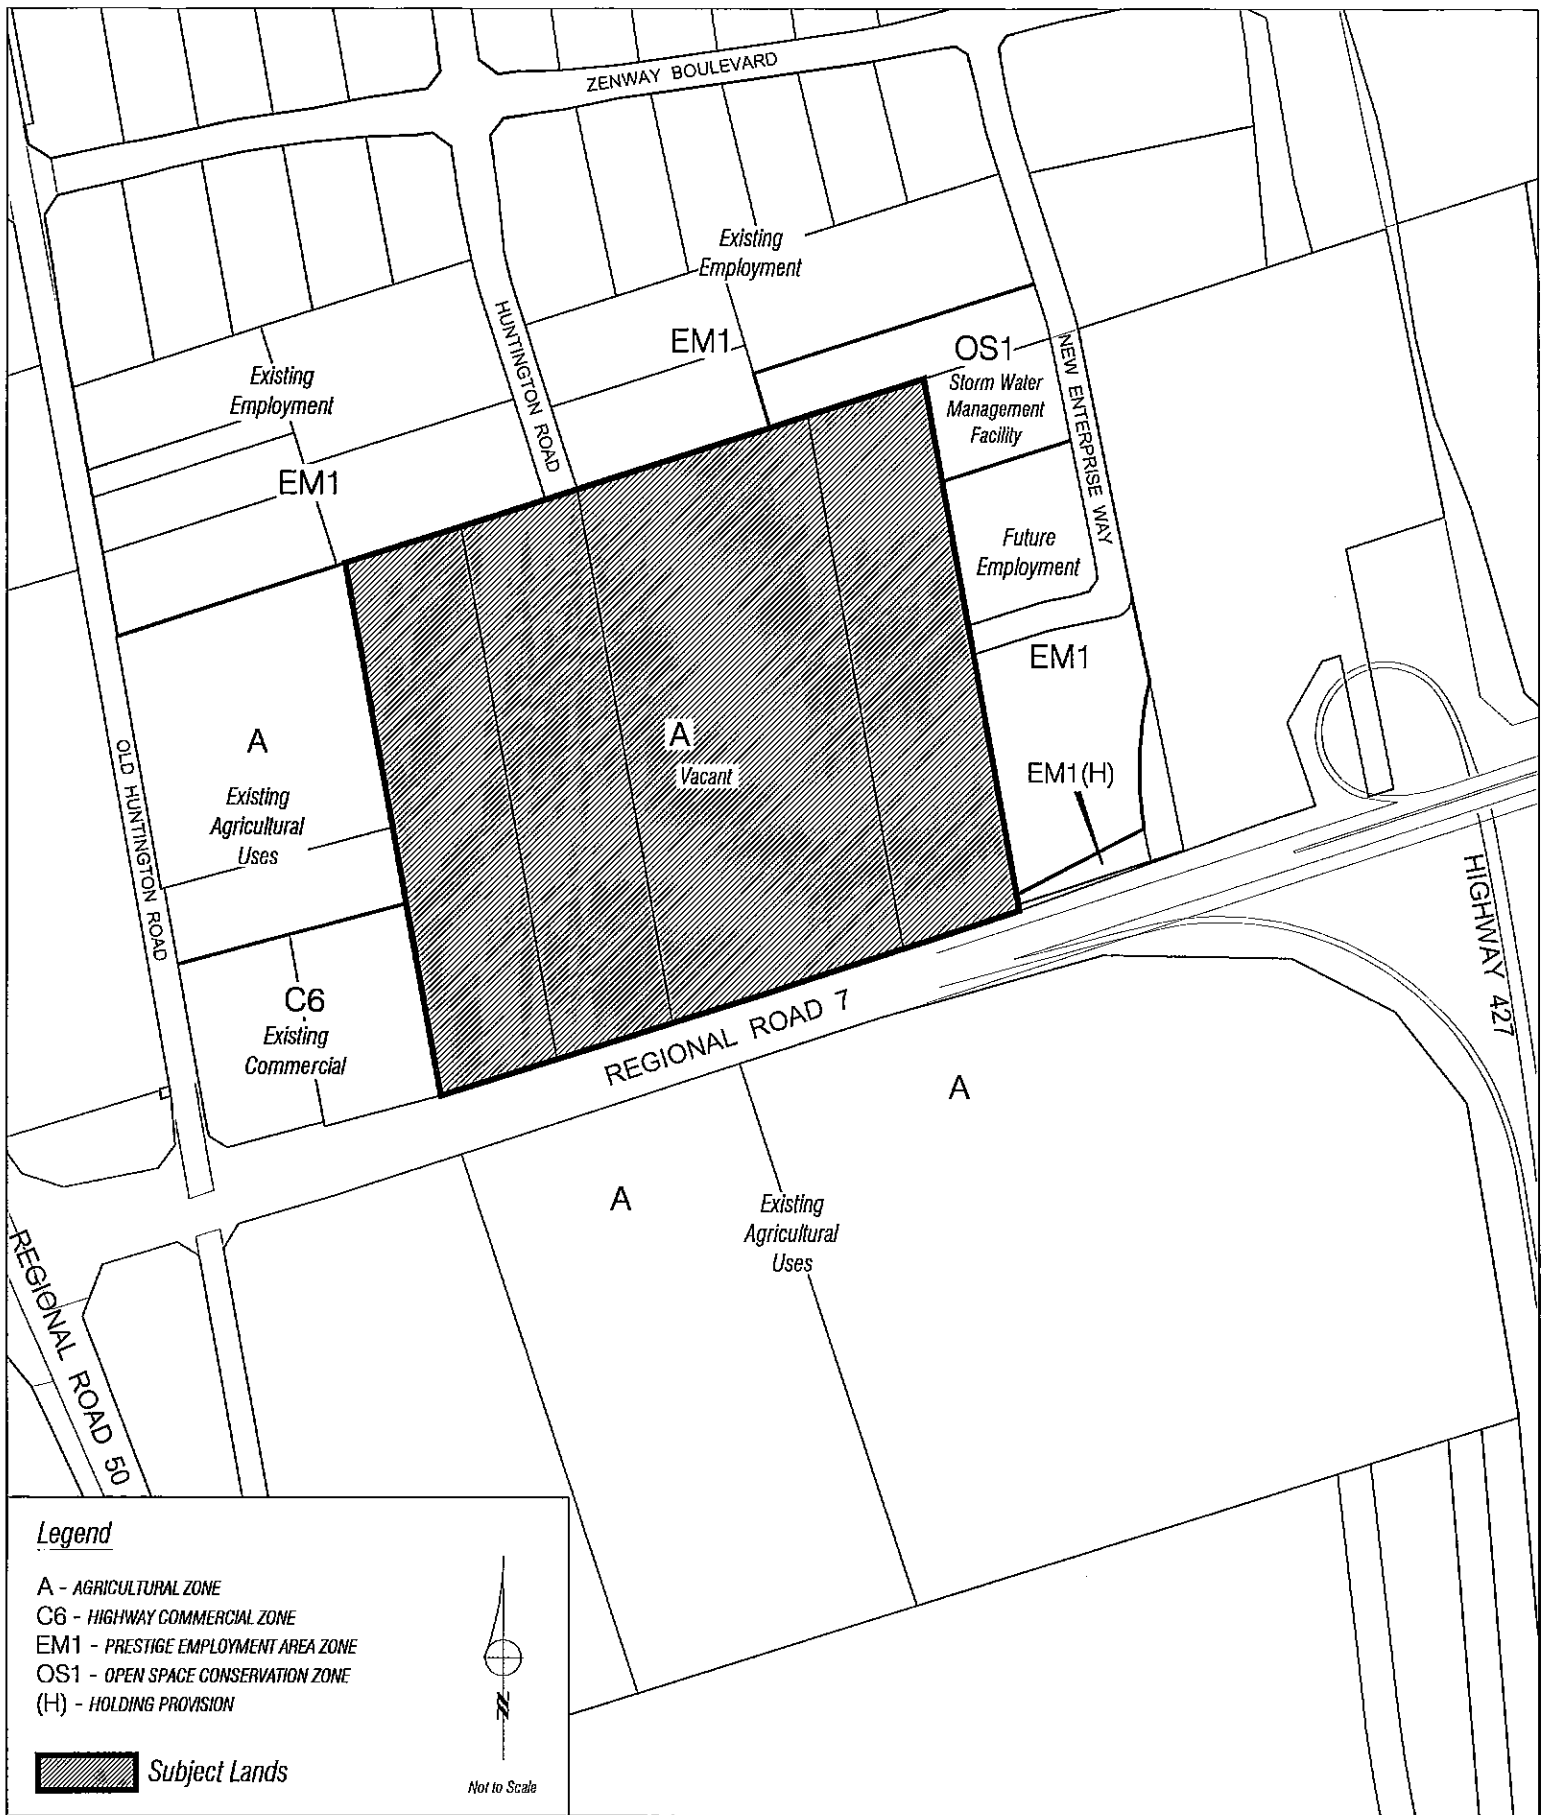 ZENWAY BOULEVARD
Existing
Employment
HUNTINGTON ROAD
EM1
OS1
Storm Water
Management
Facility
NEW ENTERPRISE WAY
Existing
Employment
EM1
Future
Employment
EM1
A
Vacant
OLD HUNTINGTON ROAD
A
Existing
Agricultural
Uses
EM1(H)
HIGHWAY 427
C6
Existing
Commercial
REGIONAL ROAD 7
A
A
Existing
Agricultural
Uses
REGIONAL ROAD 50
Legend
A - AGRICULTURAL ZONE
C6 - HIGHWAY COMMERCIAL ZONE
EM1 - PRESTIGE EMPLOYMENT AREA ZONE
OS1 - OPEN SPACE CONSERVATION ZONE
(H) - HOLDING PROVISION
N
Subject Lands
Not to Scale